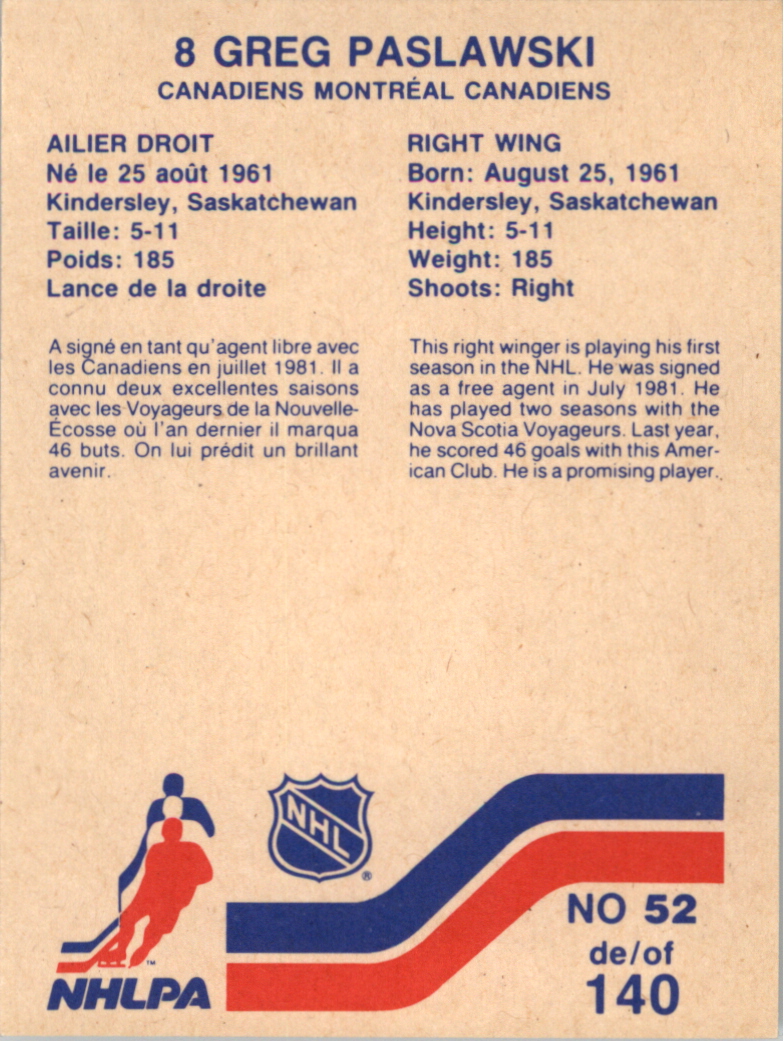 8 GREG PASLAWSKI
CANADIENS MONTRÉAL CANADIENS
AILIER DROIT
Né le 25 août 1961
Kindersley, Saskatchewan
Taille: 5-11
Poids: 185
Lance de la droite
A signé en tant qu'agent libre avec
les Canadiens en juillet 1981. Il a
connu deux excellentes saisons
avec les Voyageurs de la Nouvelle-
Écosse où l'an dernier il marqua
46 buts. On lui prédit un brillant
avenir.
RIGHT WING
Born: August 25, 1961
Kindersley, Saskatchewan
Height: 5-11
Weight: 185
Shoots: Right
This right winger is playing his first
season in the NHL. He was signed
as a free agent in July 1981. He
has played two seasons with the
Nova Scotia Voyageurs. Last year,
he scored 46 goals with this Amer-
ican Club. He is a promising player.
NHL
®
TM
NHLPA
NO 52
de/of
140